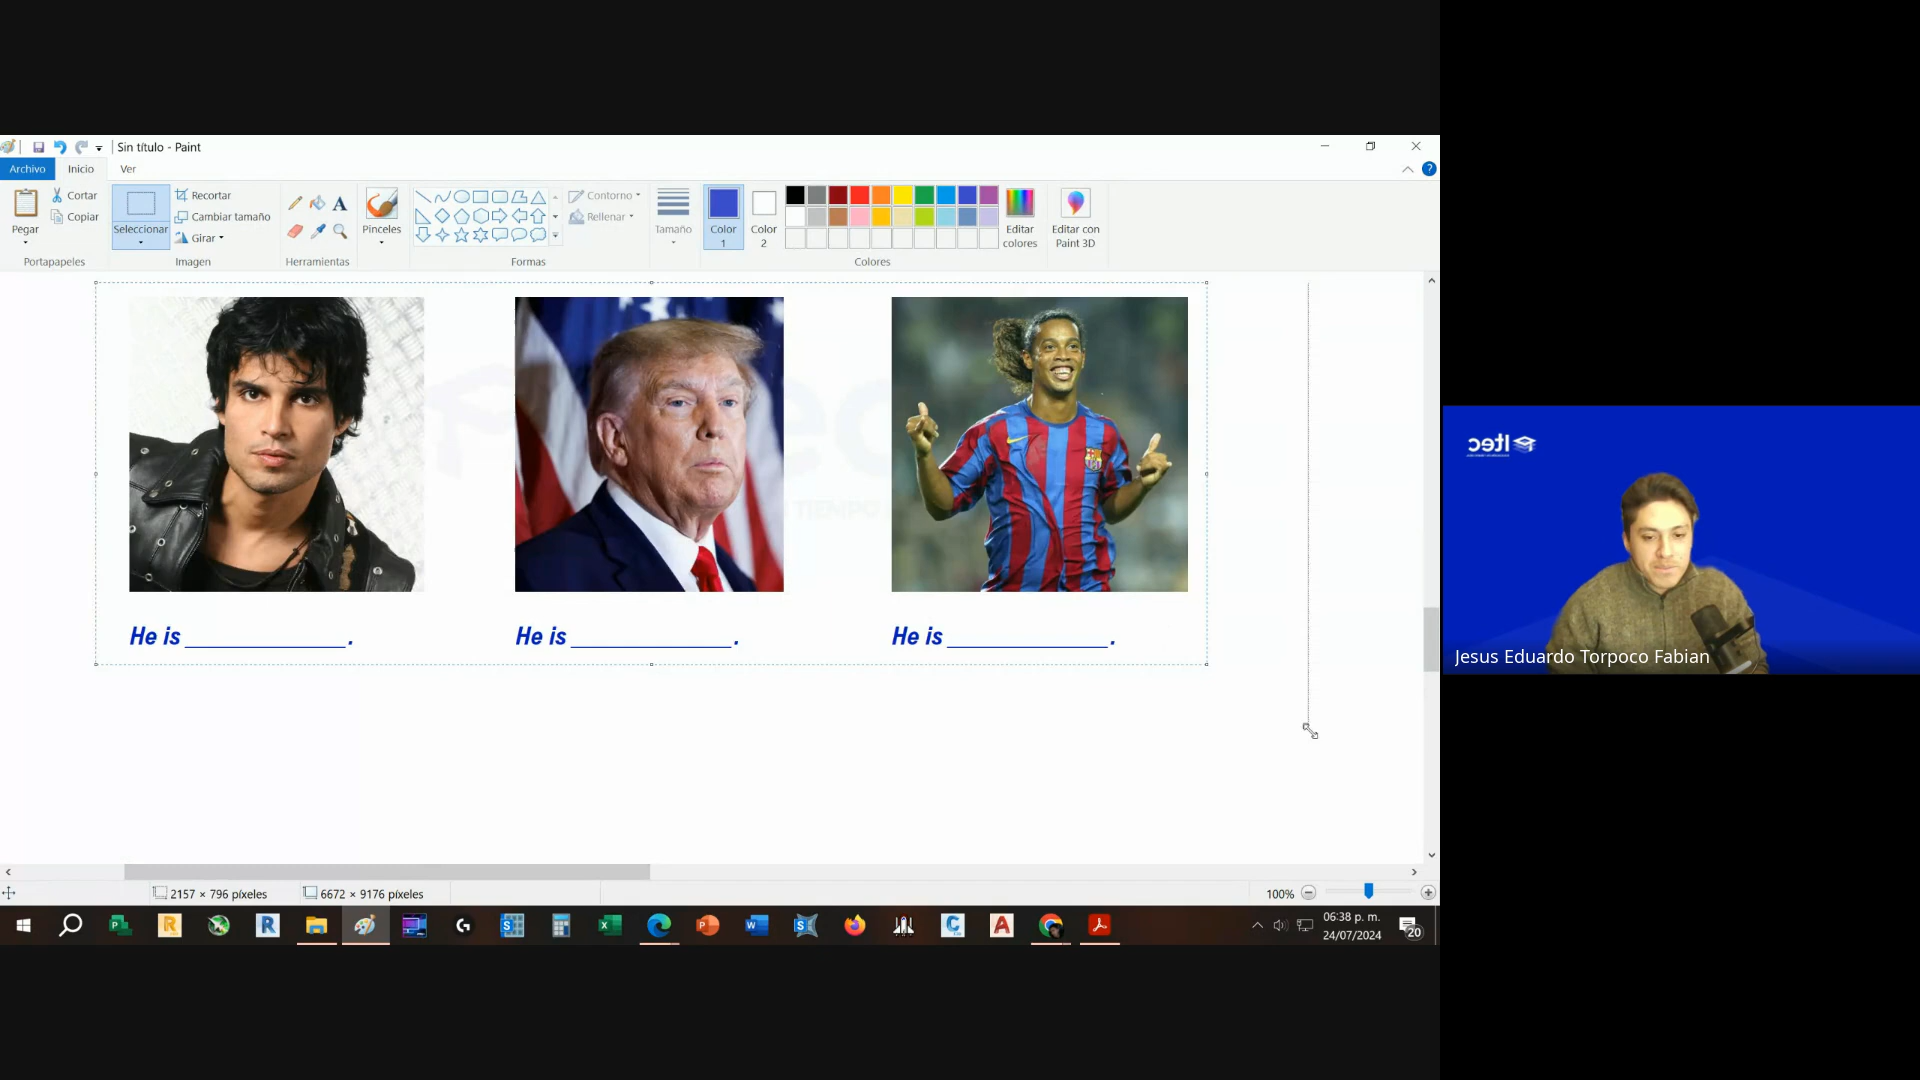 Sin título - Paint
Archivo Inicio Ver
Pegar
Cortar
Copiar
Portapapeles
Seleccionar
Recortar
Cambiar tamaño
Girar
Imagen
Herramientas
Pinceles
Contorno
Rellenar
Formas
Tamaño
Color 1
Color 2
Colores
Editar colores
Editar con Paint 3D
TIEMPO
He is ____________.
He is ____________.
He is ____________.
2157 × 796 píxeles
6672 × 9176 píxeles
100%
06:38 p. m.
24/07/2024
20
Itec
Jesus Eduardo Torpoco Fabian